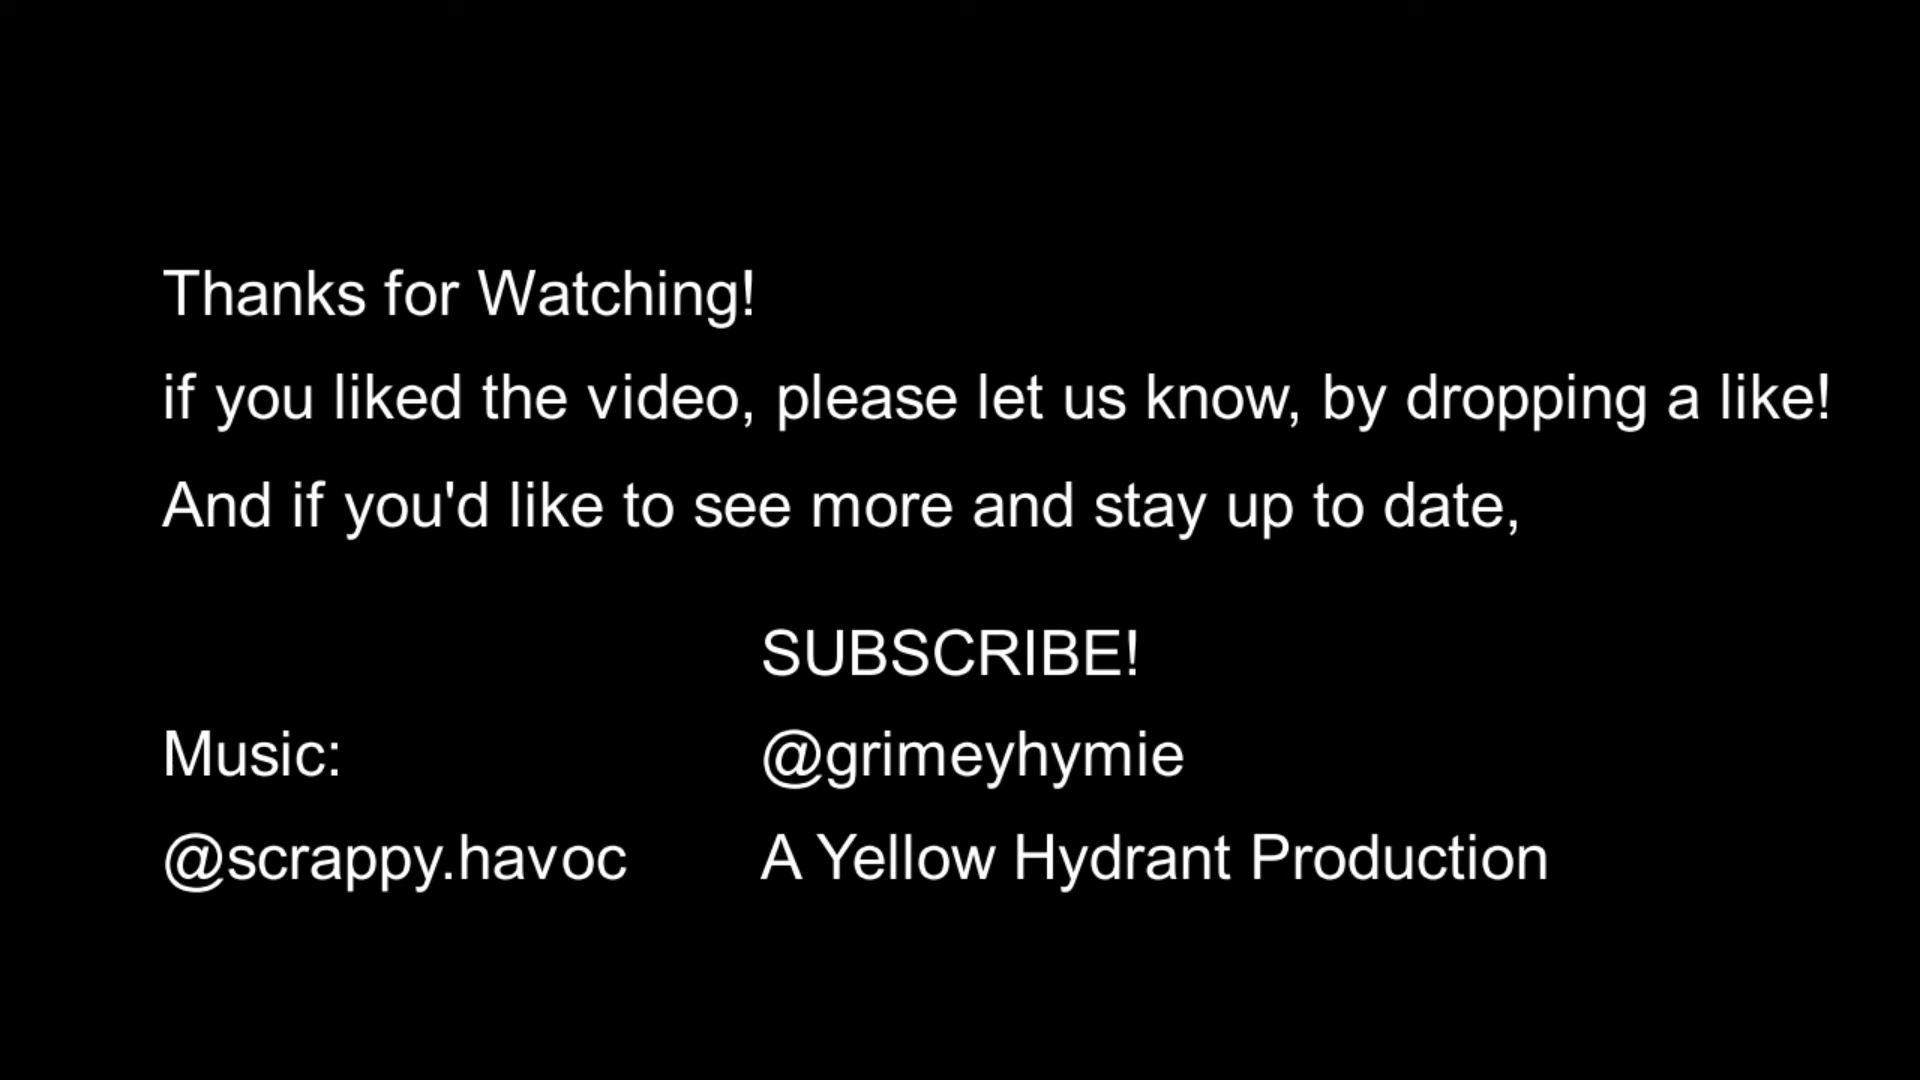 Thanks for Watching!
if you liked the video, please let us know, by dropping a like!
And if you'd like to see more and stay up to date,
SUBSCRIBE!
Music:
@scrappy.havoc
@grimeyhymie
A Yellow Hydrant Production